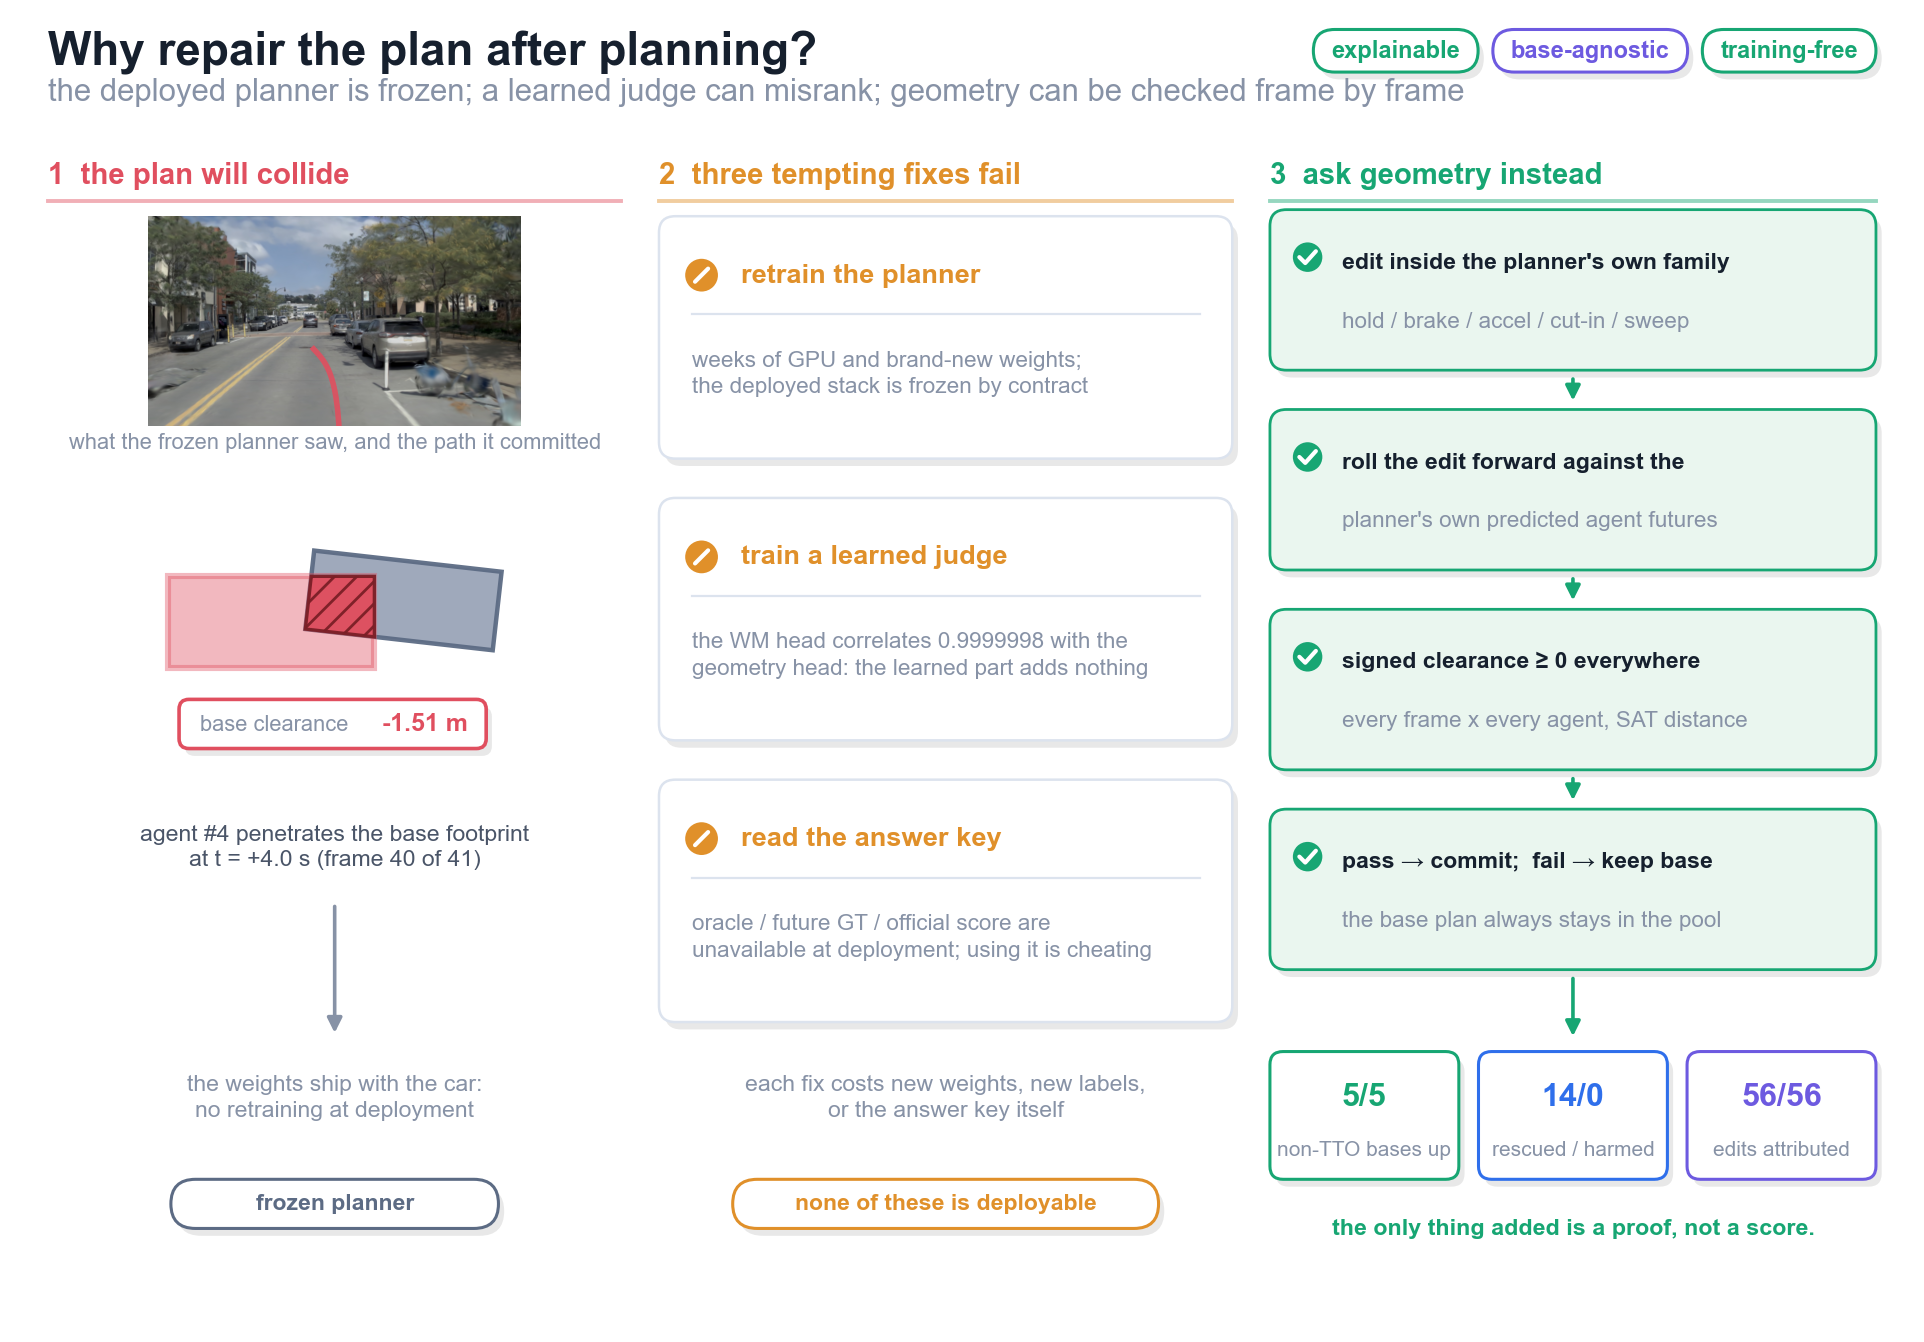 Why repair the plan after planning?
explainable
base-agnostic
training-free
the deployed planner is frozen; a learned judge can misrank; geometry can be checked frame by frame
1 the plan will collide
what the frozen planner saw, and the path it committed
base clearance -1.51 m
agent #4 penetrates the base footprint
at t = +4.0 s (frame 40 of 41)
the weights ship with the car:
no retraining at deployment
frozen planner
2 three tempting fixes fail
retrain the planner
weeks of GPU and brand-new weights;
the deployed stack is frozen by contract
train a learned judge
the WM head correlates 0.9999998 with the
geometry head: the learned part adds nothing
read the answer key
oracle / future GT / official score are
unavailable at deployment; using it is cheating
each fix costs new weights, new labels,
or the answer key itself
none of these is deployable
3 ask geometry instead
edit inside the planner's own family
hold / brake / accel / cut-in / sweep
roll the edit forward against the
planner's own predicted agent futures
signed clearance ≥ 0 everywhere
every frame x every agent, SAT distance
pass → commit; fail → keep base
the base plan always stays in the pool
5/5
non-TTO bases up
14/0
rescued / harmed
56/56
edits attributed
the only thing added is a proof, not a score.